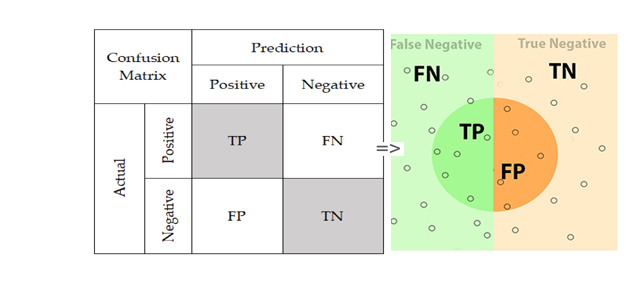 Confusion
Matrix
Prediction
Positive
Negative
Actual
Positive
TP
FN
Negative
FP
TN
=>
False Negative
True Negative
FN
TN
TP
FP